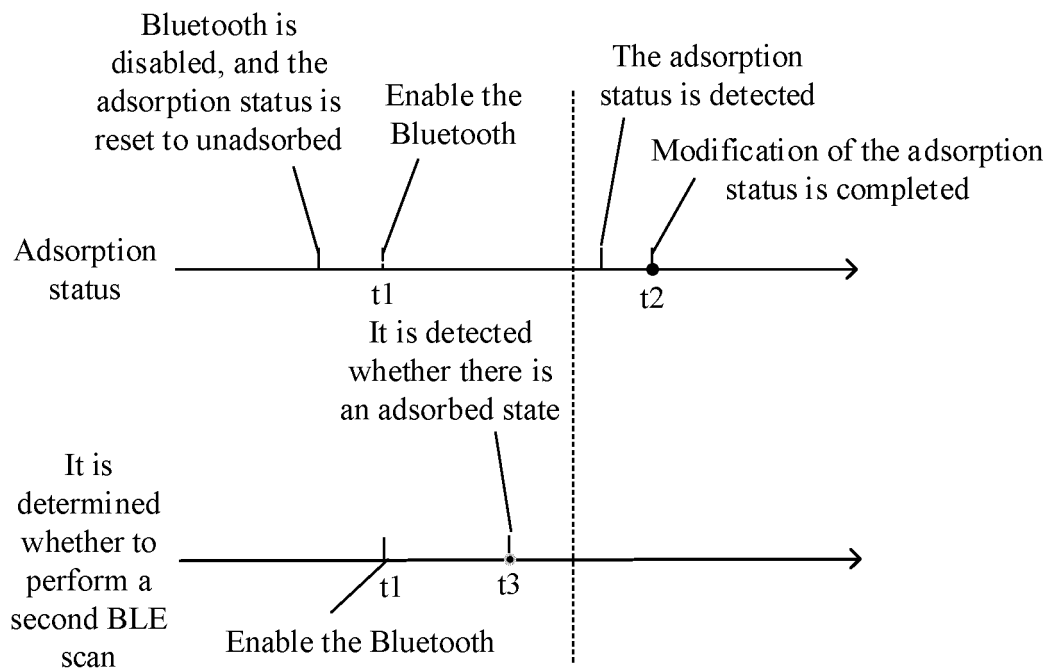 Bluetooth is
disabled, and the
adsorption status is
reset to unadsorbed
Enable the
Bluetooth
The adsorption
status is detected
Modification of the adsorption
status is completed
Adsorption
status
t1
t2
It is detected
whether there is
an adsorbed state
It is
determined
whether to
perform a
second BLE
scan
t1
t3
Enable the Bluetooth